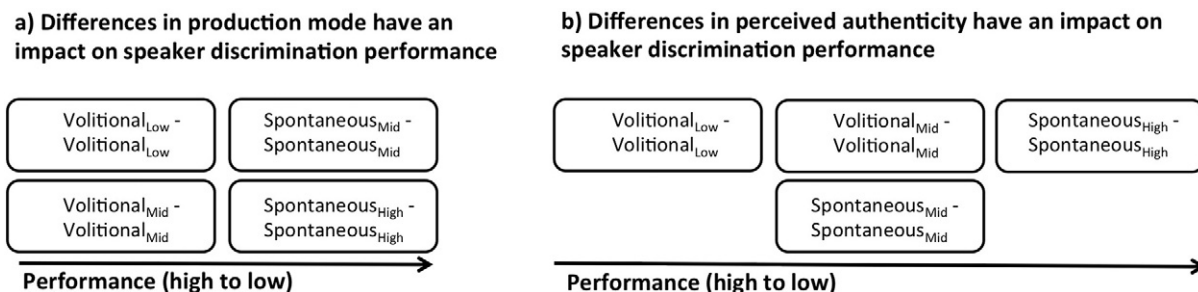 a) Differences in production mode have an
impact on speaker discrimination performance
Volitional_Low -
Volitional_Low
Spontaneous_Mid -
Spontaneous_Mid
Volitional_Mid -
Volitional_Mid
Spontaneous_High -
Spontaneous_High
Performance (high to low)
b) Differences in perceived authenticity have an impact on
speaker discrimination performance
Volitional_Low -
Volitional_Low
Volitional_Mid -
Volitional_Mid
Spontaneous_High -
Spontaneous_High
Spontaneous_Mid -
Spontaneous_Mid
Performance (high to low)